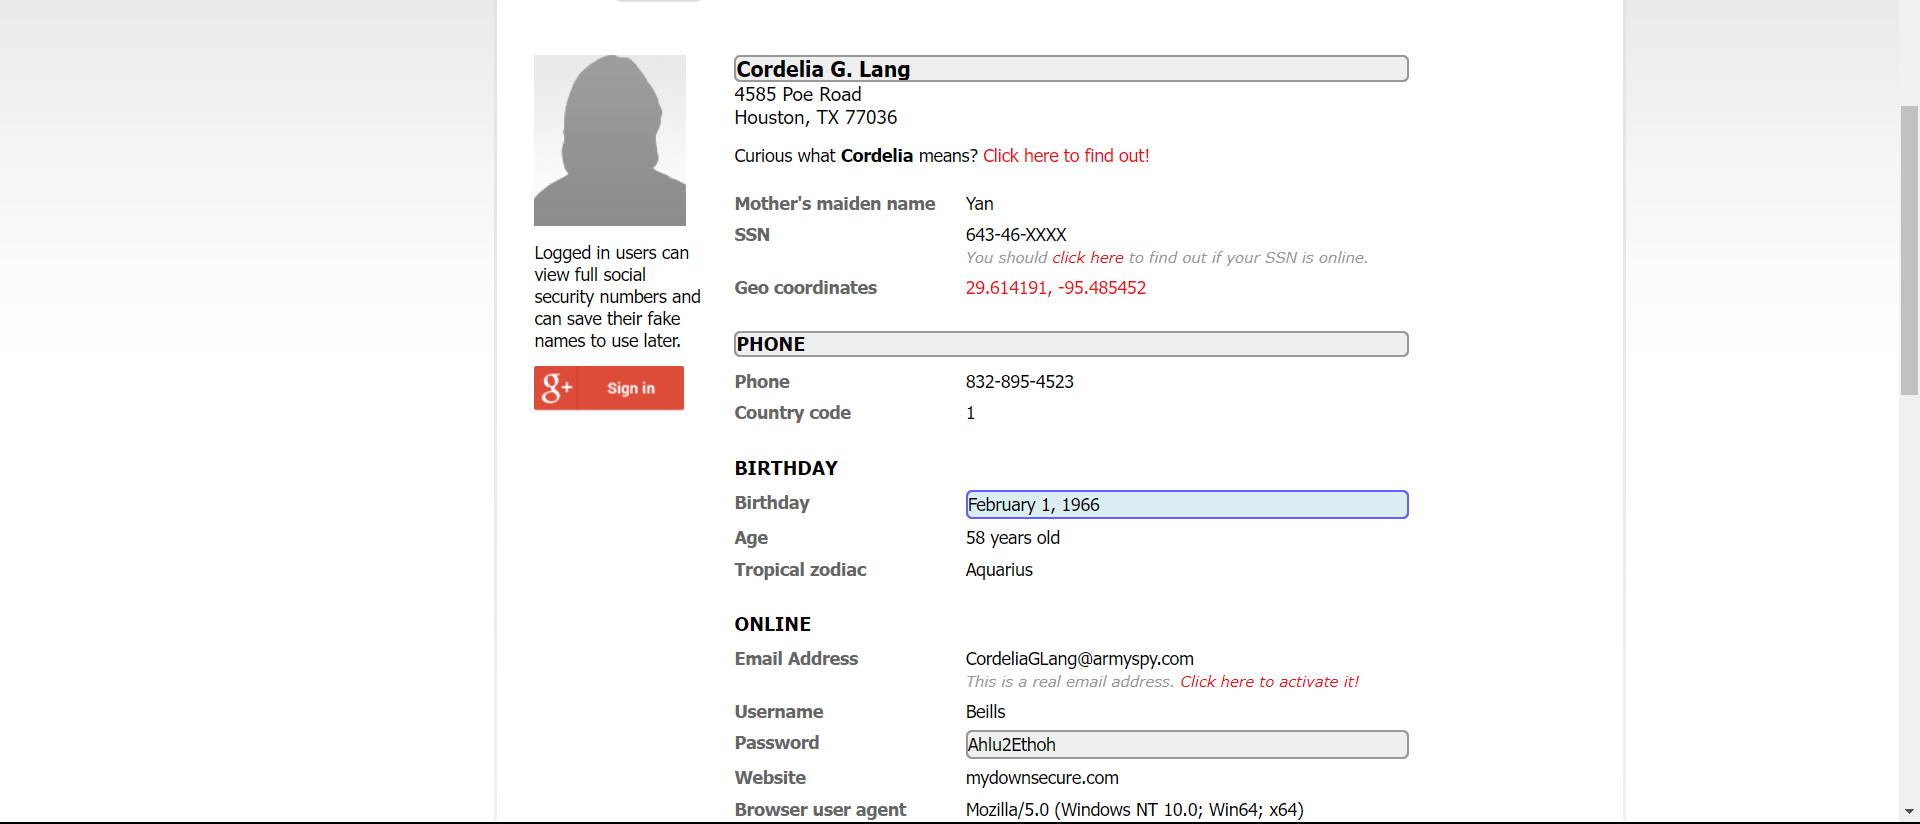 Cordelia G. Lang
4585 Poe Road
Houston, TX 77036
Curious what Cordelia means? Click here to find out!
Mother's maiden name Yan
SSN 643-46-XXXX
You should click here to find out if your SSN is online.
Geo coordinates 29.614191, -95.485452
Logged in users can
view full social
security numbers and
can save their fake
names to use later.
g+ Sign in
PHONE
Phone 832-895-4523
Country code 1
BIRTHDAY
Birthday February 1, 1966
Age 58 years old
Tropical zodiac Aquarius
ONLINE
Email Address CordeliaGLang@armyspy.com
This is a real email address. Click here to activate it!
Username Beills
Password Ahlu2Ethoh
Website mydownsecure.com
Browser user agent Mozilla/5.0 (Windows NT 10.0; Win64; x64)